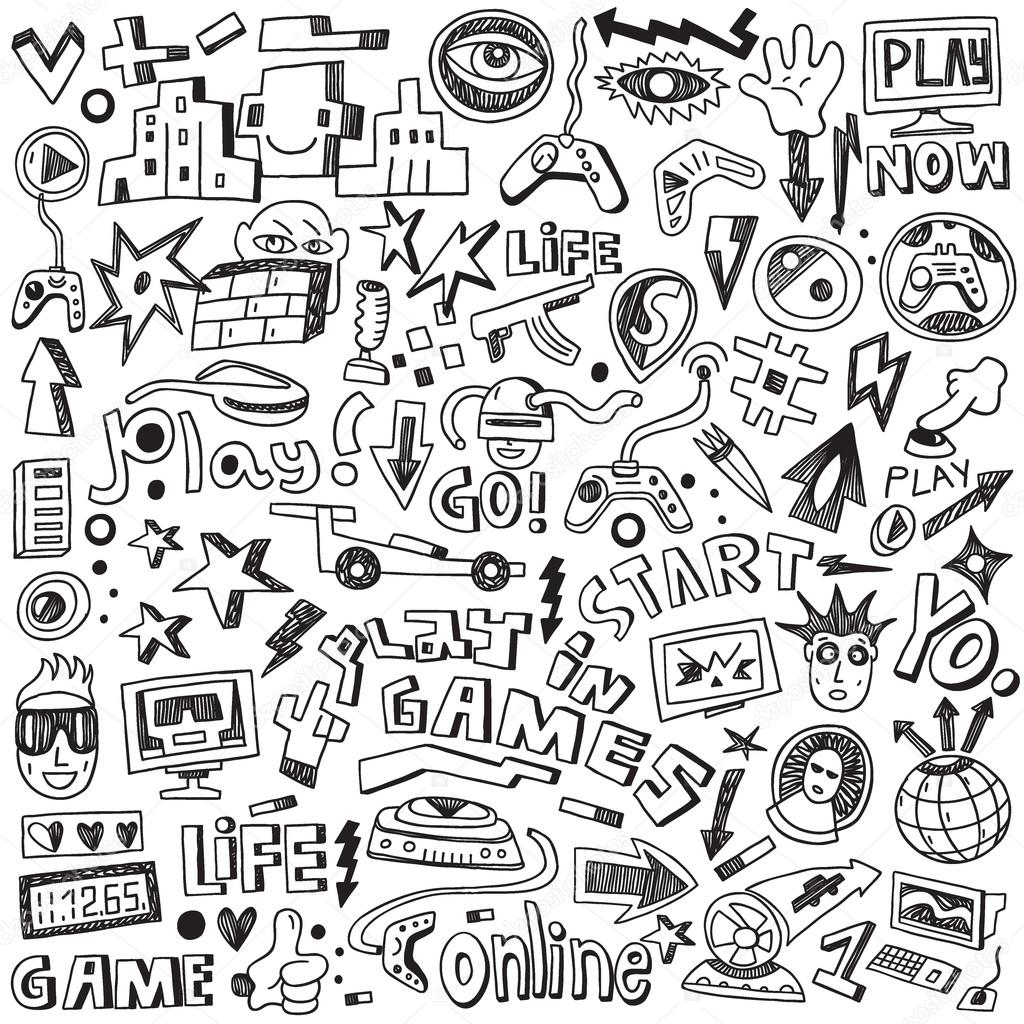 PLAY
NOW
LiFE
S
#
play!
GO!
PLAY
START
YO.
PLAY
in
GAMES
LiFE
11:12.65.
GAME
online
1